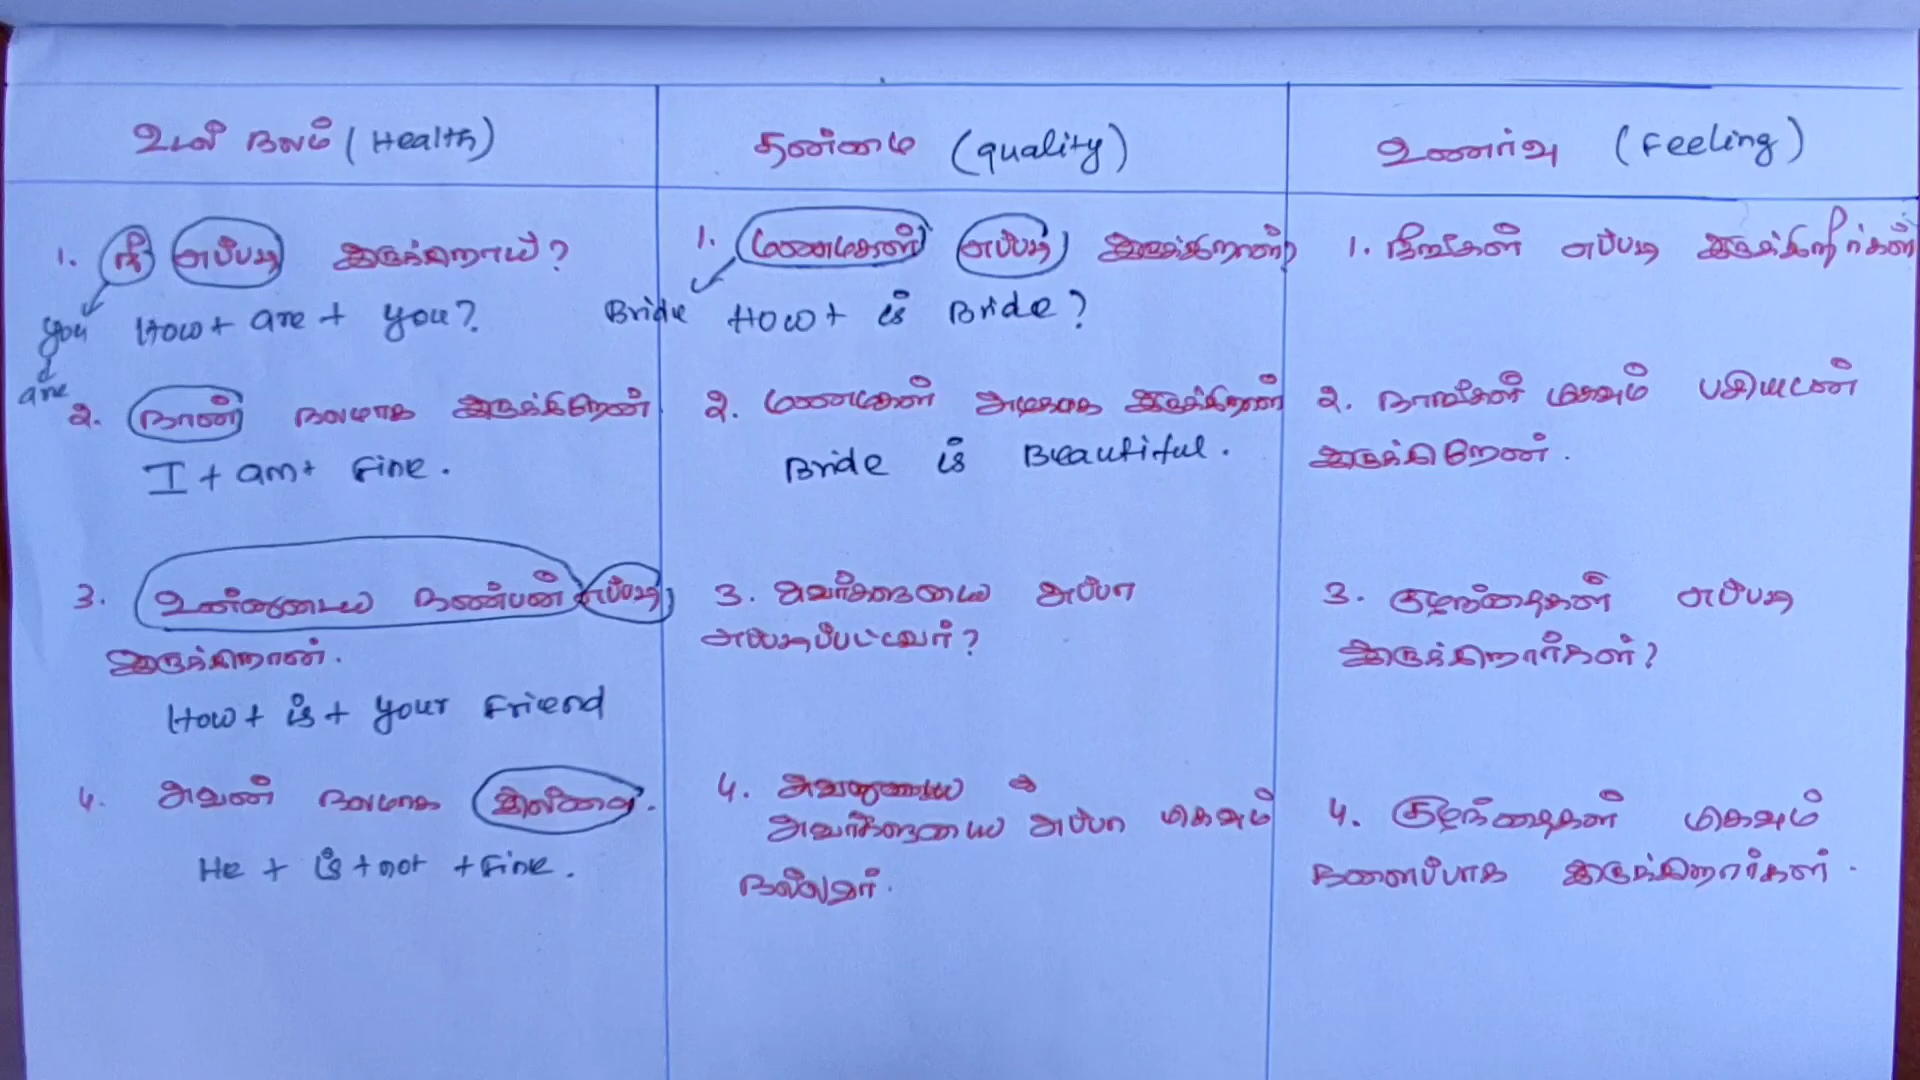 உடல் நலம் (Health)
1. நீ எப்படி இருக்கிறாய்?
you How + are + you?
are
2. நான் நலமாக இருக்கிறேன்
I + am + Fine.
3. உன்னுடைய நண்பன் எப்படி
இருக்கிறான்.
How + is + your Friend
4. அவன் நலமாக இல்லை.
He + is + not + Fine.
தன்மை (quality)
1. மணமகள் எப்படி இருக்கிறாள்?
Bride How + is Bride?
2. மணமகள் அழகாக இருக்கிறாள்
Bride is Beautiful.
3. அவர்களுடைய அப்பா
எப்படிப்பட்டவர்?
4.
அவர்களுடைய அப்பா மிகவும்
நல்லவர்.
உணர்வு (Feeling)
1. நீங்கள் எப்படி இருக்கிறீர்கள்
2. நாங்கள் மிகவும் பசியுடன்
இருக்கிறேன்.
3. குழந்தைகள் எப்படி
இருக்கிறார்கள்?
4. குழந்தைகள் மிகவும்
இருக்கிறார்கள்.